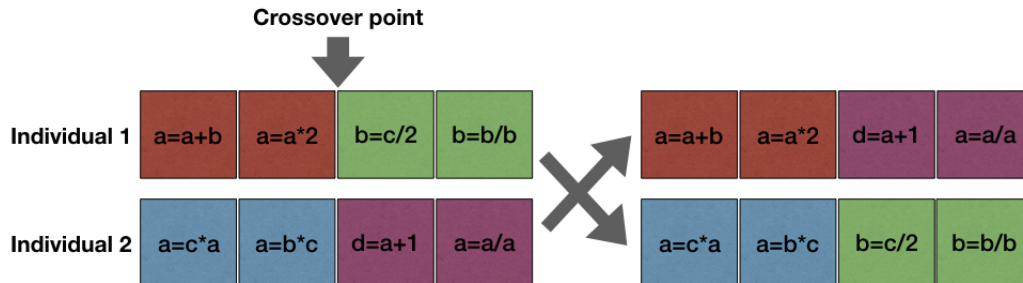 Crossover point
Individual 1 a=a+b a=a*2 b=c/2 b=b/b a=a+b a=a*2 d=a+1 a=a/a
Individual 2 a=c*a a=b*c d=a+1 a=a/a a=c*a a=b*c b=c/2 b=b/b